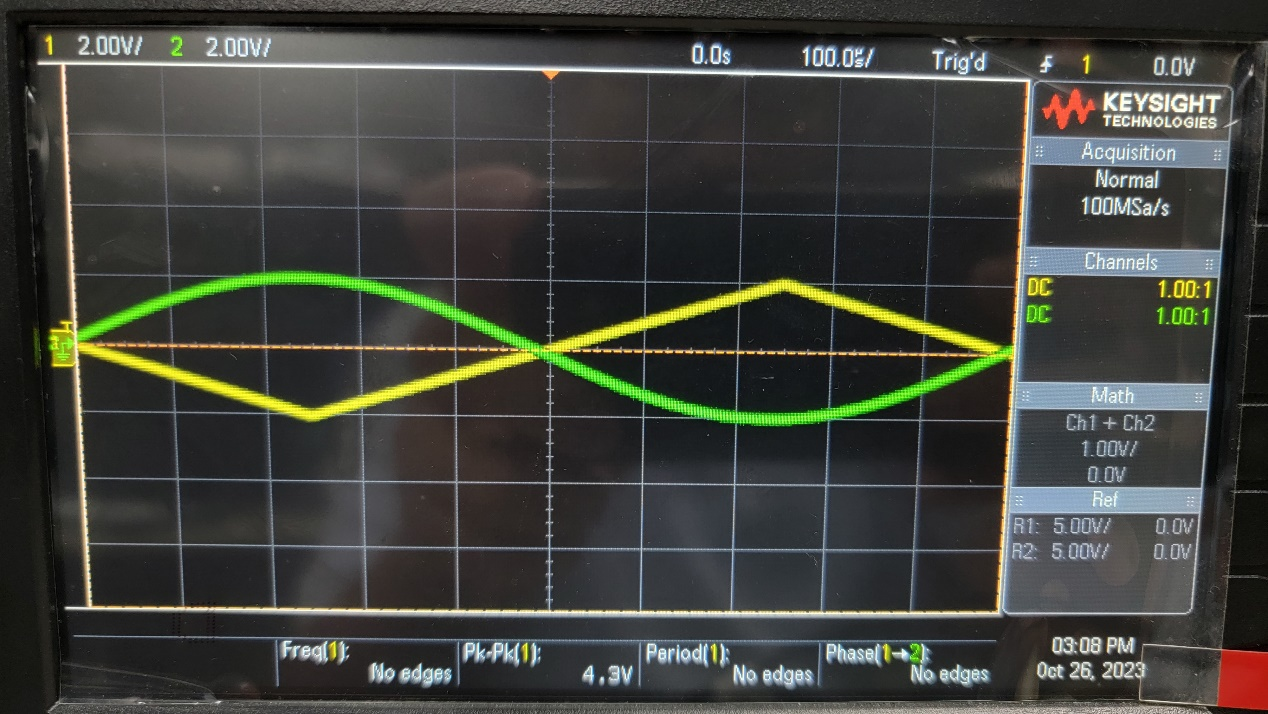 1 2.00V/ 2 2.00V/ 0.0s 100.0µs/ Trig'd 1 0.0V
KEYSIGHT
TECHNOLOGIES
Acquisition
Normal
100MSa/s
Channels
DC 1.00:1
DC 1.00:1
Math
Ch1 + Ch2
1.00V/
0.0V
Ref
R1: 5.00V/ 0.0V
R2: 5.00V/ 0.0V
Freq(1): Pk-Pk(1): Period(1): Phase(1→2):
No edges 4.3V No edges No edges
03:08 PM
Oct 26, 2023